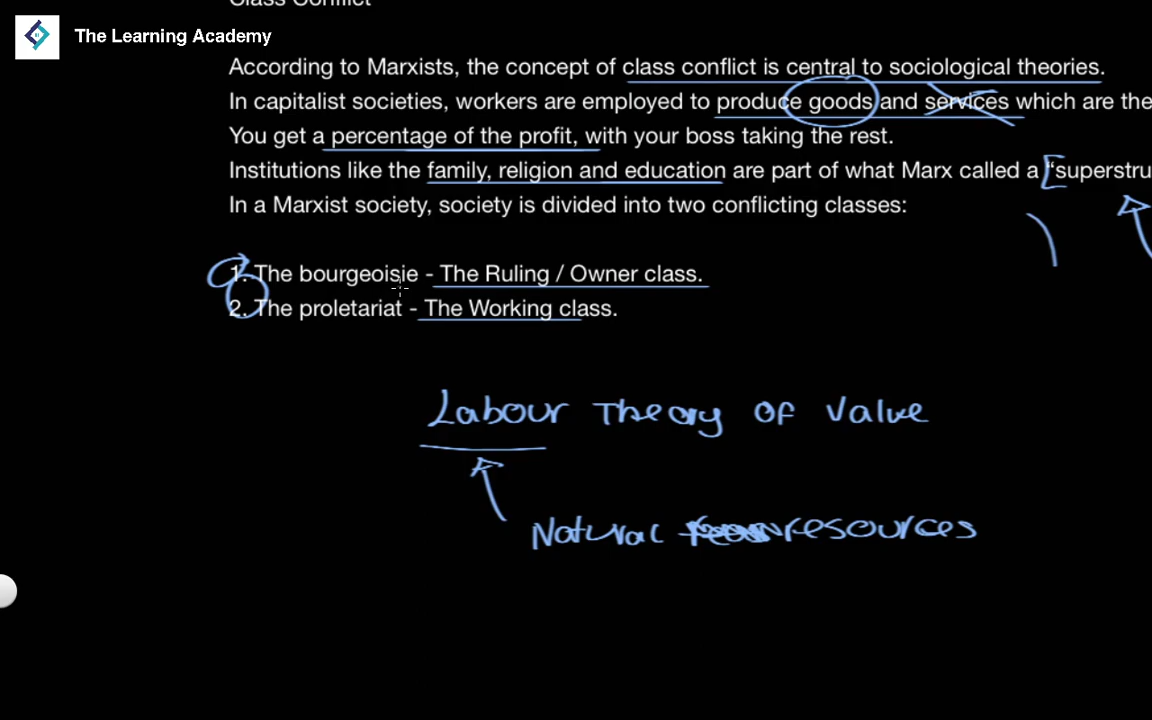 The Learning Academy
Class Conflict
According to Marxists, the concept of class conflict is central to sociological theories.
In capitalist societies, workers are employed to produce goods and services which are the
You get a percentage of the profit, with your boss taking the rest.
Institutions like the family, religion and education are part of what Marx called a “superstru
In a Marxist society, society is divided into two conflicting classes:
1. The bourgeoisie - The Ruling / Owner class.
2. The proletariat - The Working class.
Labour Theory Of Value
Natural resources